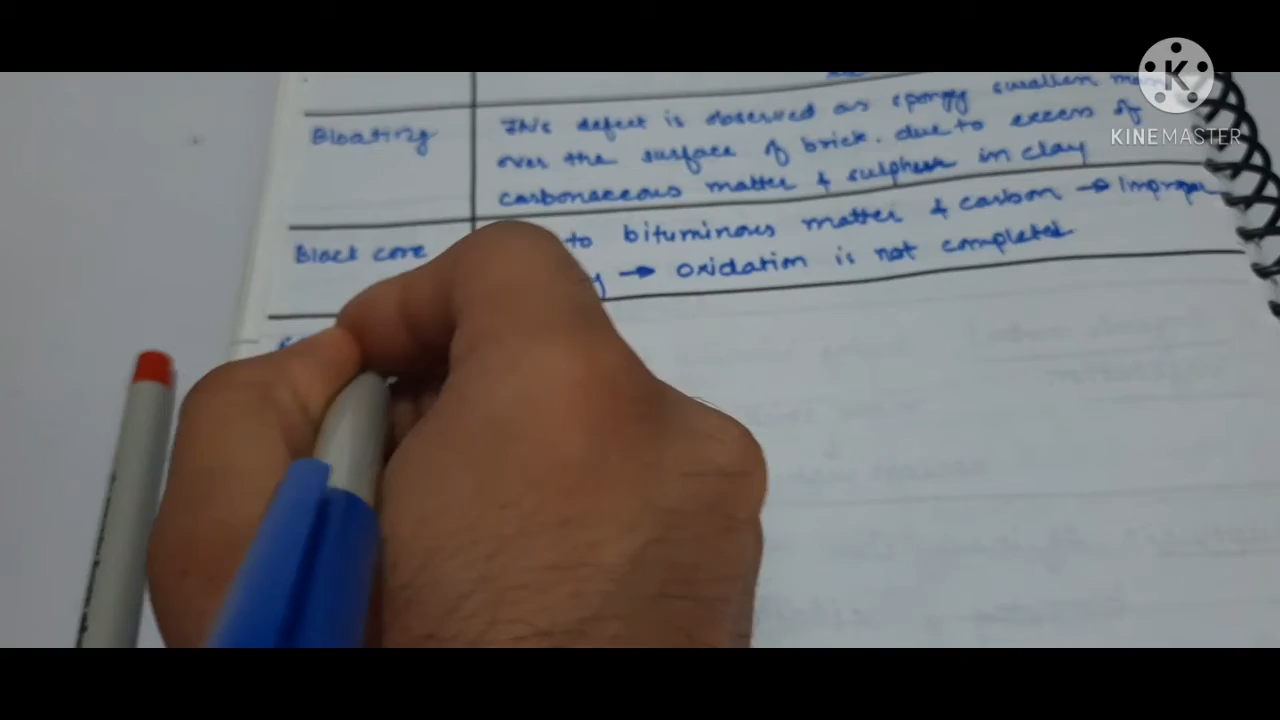 Bloating
This defect is observed as spongy swollen
over the surface of brick. due to excess of
carbonaceous matter & sulpher in clay
Black core
to bituminous matter & carbon → improper
→ oxidation is not completed
K
KINEMASTER